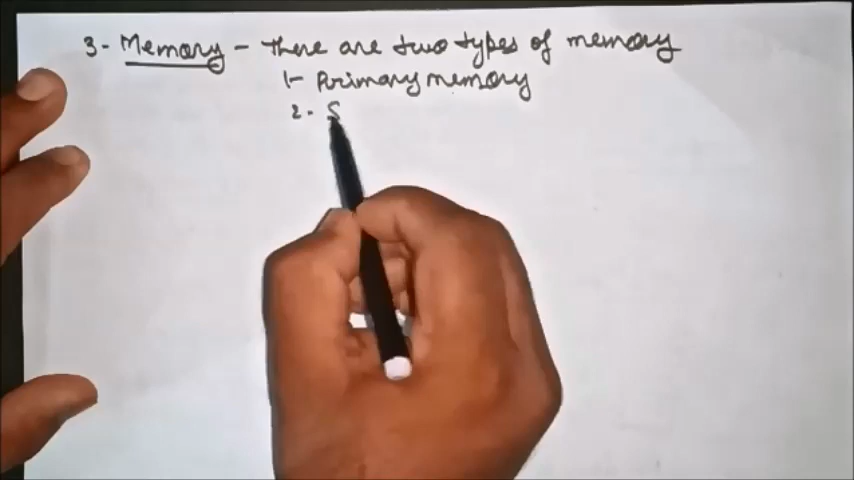 3- Memory - There are two types of memory
1- Primary memory
2- S